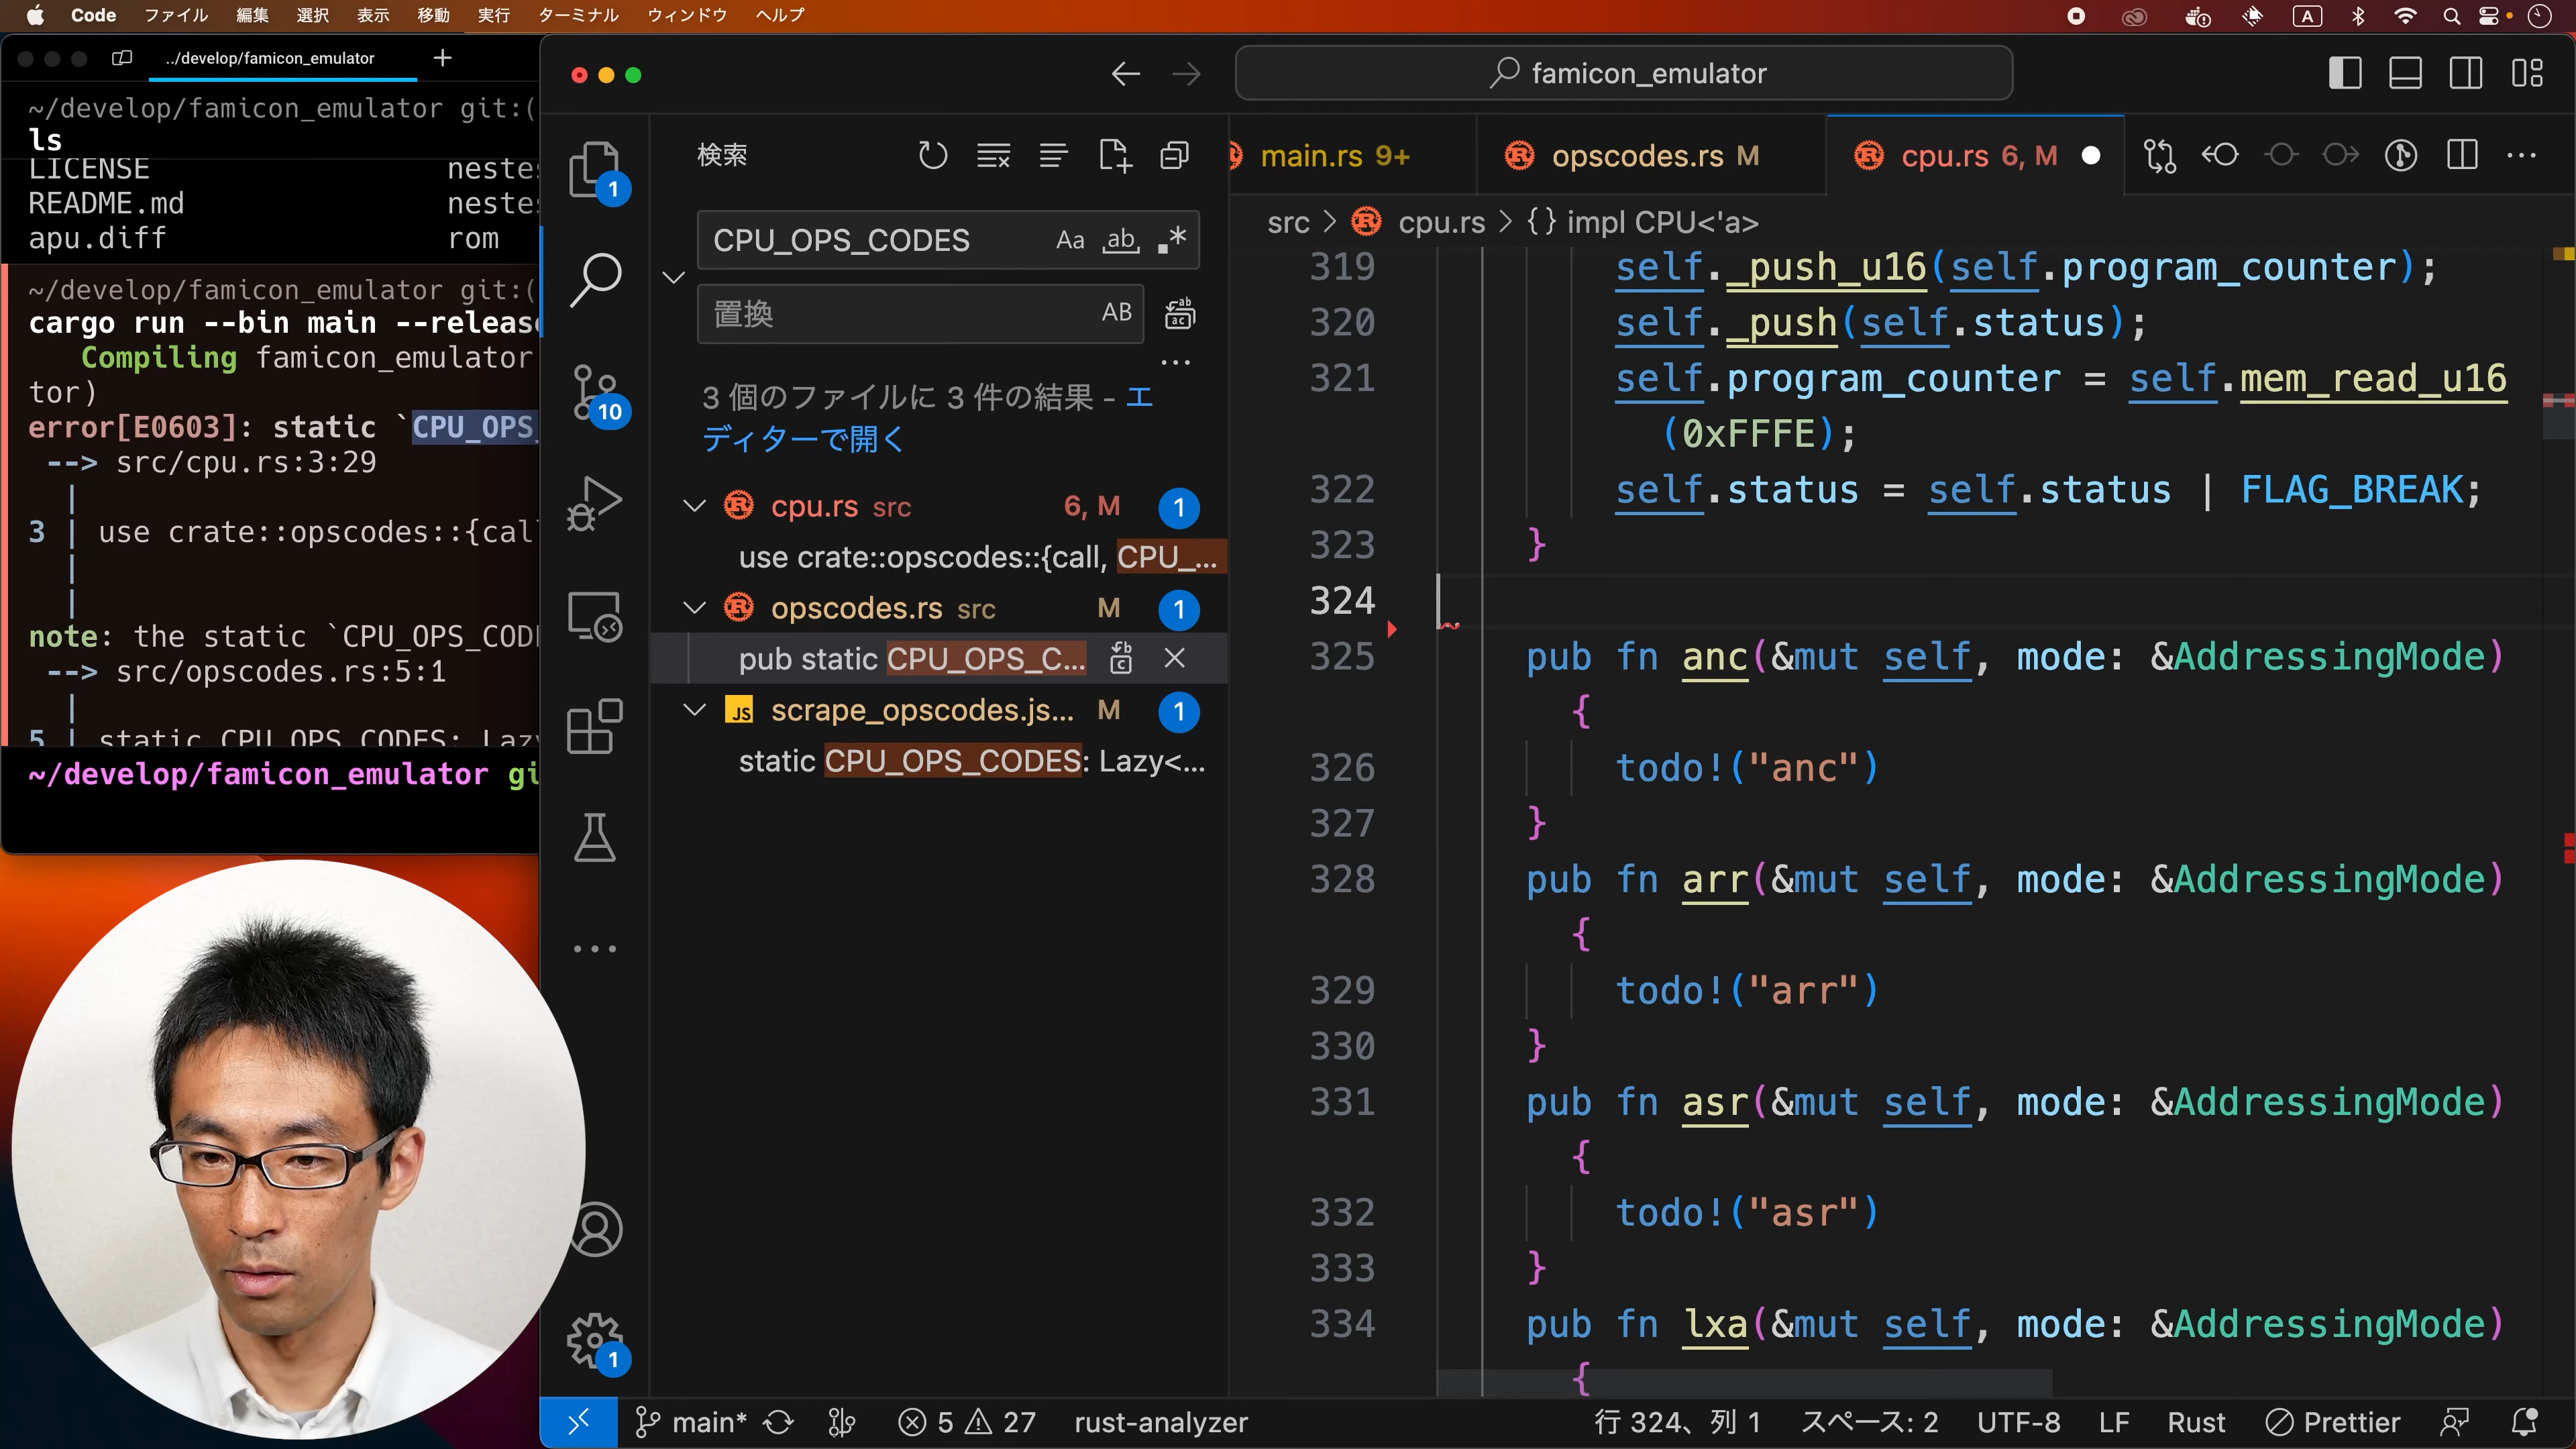 Code ファイル 編集 選択 表示 移動 実行 ターミナル ウィンドウ ヘルプ A
../develop/famicon_emulator
~/develop/famicon_emulator git:(
ls
LICENSE nestes
README.md nestes
apu.diff rom
~/develop/famicon_emulator git:(
cargo run --bin main --release
Compiling famicon_emulator
tor)
error[E0603]: static `CPU_OPS_
--> src/cpu.rs:3:29
|
3 | use crate::opscodes::{cal
|
|
note: the static `CPU_OPS_COD
--> src/opscodes.rs:5:1
|
5 | static CPU_OPS_CODES: Lazy
~/develop/famicon_emulator gi
famicon_emulator
1
10
1
検索
CPU_OPS_CODES Aa ab .*
置換 AB
3 個のファイルに 3 件の結果 - エ
ディターで開く
cpu.rs src 6, M 1
use crate::opscodes::{call, CPU_...
opscodes.rs src M 1
pub static CPU_OPS_C...
JS scrape_opscodes.js... M 1
static CPU_OPS_CODES: Lazy<...
main.rs 9+ opscodes.rs M cpu.rs 6, M
src > cpu.rs > {} impl CPU<'a>
319 self._push_u16(self.program_counter);
320 self._push(self.status);
321 self.program_counter = self.mem_read_u16
(0xFFFE);
322 self.status = self.status | FLAG_BREAK;
323 }
324
325 pub fn anc(&mut self, mode: &AddressingMode)
{
326 todo!("anc")
327 }
328 pub fn arr(&mut self, mode: &AddressingMode)
{
329 todo!("arr")
330 }
331 pub fn asr(&mut self, mode: &AddressingMode)
{
332 todo!("asr")
333 }
334 pub fn lxa(&mut self, mode: &AddressingMode)
{
main* 5 27 rust-analyzer 行 324、列 1 スペース: 2 UTF-8 LF Rust Prettier